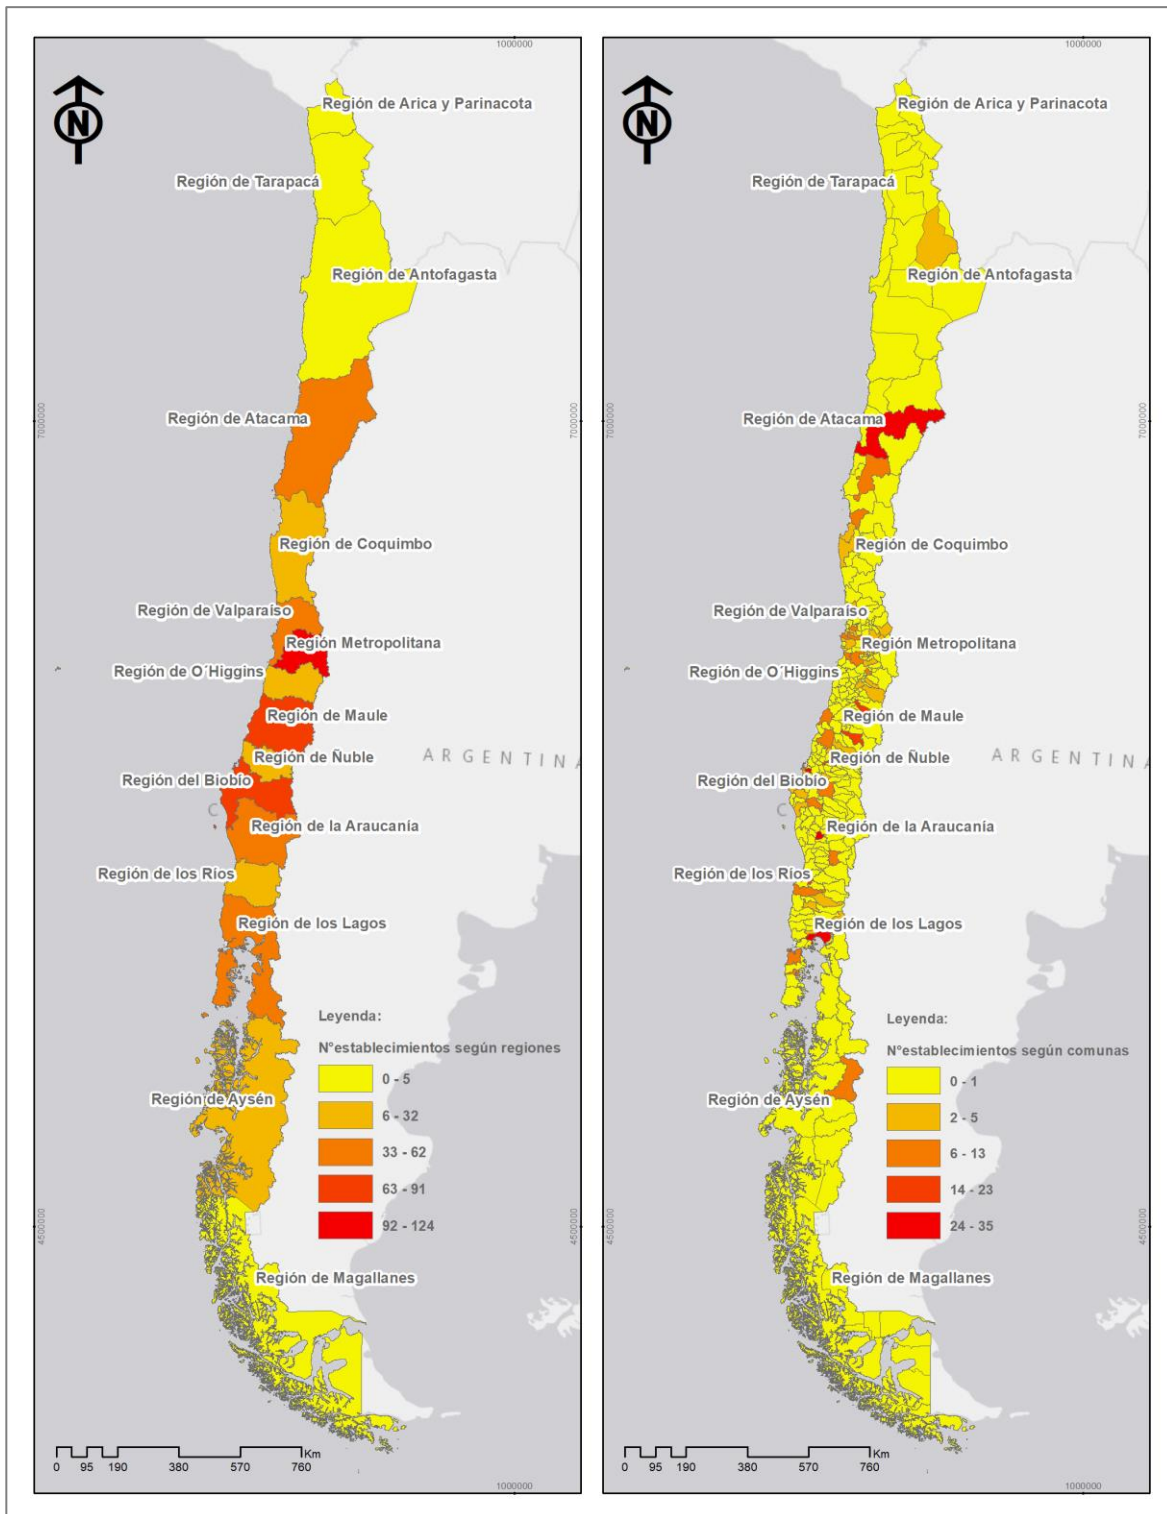 1000000
N
Región de Arica y Parinacota
Región de Tarapacá
Región de Antofagasta
7000000
7000000
Región de Atacama
Región de Coquimbo
Región de Valparaíso
Región Metropolitana
Región de O´Higgins
Región de Maule
Región de Ñuble
ARGENTINA
Región del Biobío
C
Región de la Araucanía
Región de los Ríos
Región de los Lagos
Leyenda:
N°establecimientos según regiones
0 - 5
Región de Aysén
6 - 32
33 - 62
63 - 91
92 - 124
4500000
4500000
Región de Magallanes
Km
0 95 190 380 570 760
1000000
1000000
N
Región de Arica y Parinacota
Región de Tarapacá
Región de Antofagasta
7000000
7000000
Región de Atacama
Región de Coquimbo
Región de Valparaíso
Región Metropolitana
Región de O´Higgins
Región de Maule
Región de Ñuble
ARGENTINA
Región del Biobío
C
Región de la Araucanía
Región de los Ríos
Región de los Lagos
Leyenda:
N°establecimientos según comunas
0 - 1
Región de Aysén
2 - 5
6 - 13
14 - 23
24 - 35
4500000
4500000
Región de Magallanes
Km
0 95 190 380 570 760
1000000